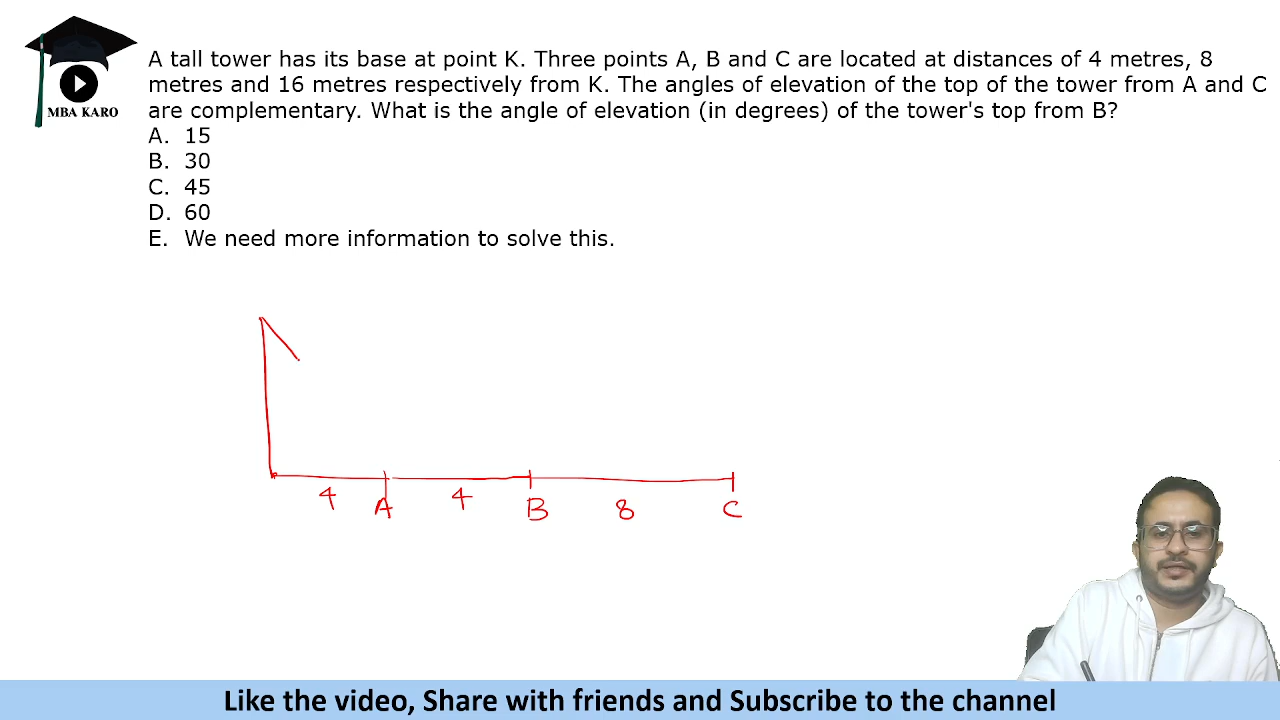 A tall tower has its base at point K. Three points A, B and C are located at distances of 4 metres, 8
metres and 16 metres respectively from K. The angles of elevation of the top of the tower from A and C
are complementary. What is the angle of elevation (in degrees) of the tower's top from B?
MBA KARO
A. 15
B. 30
C. 45
D. 60
E. We need more information to solve this.
4 A 4 B 8 C
Like the video, Share with friends and Subscribe to the channel